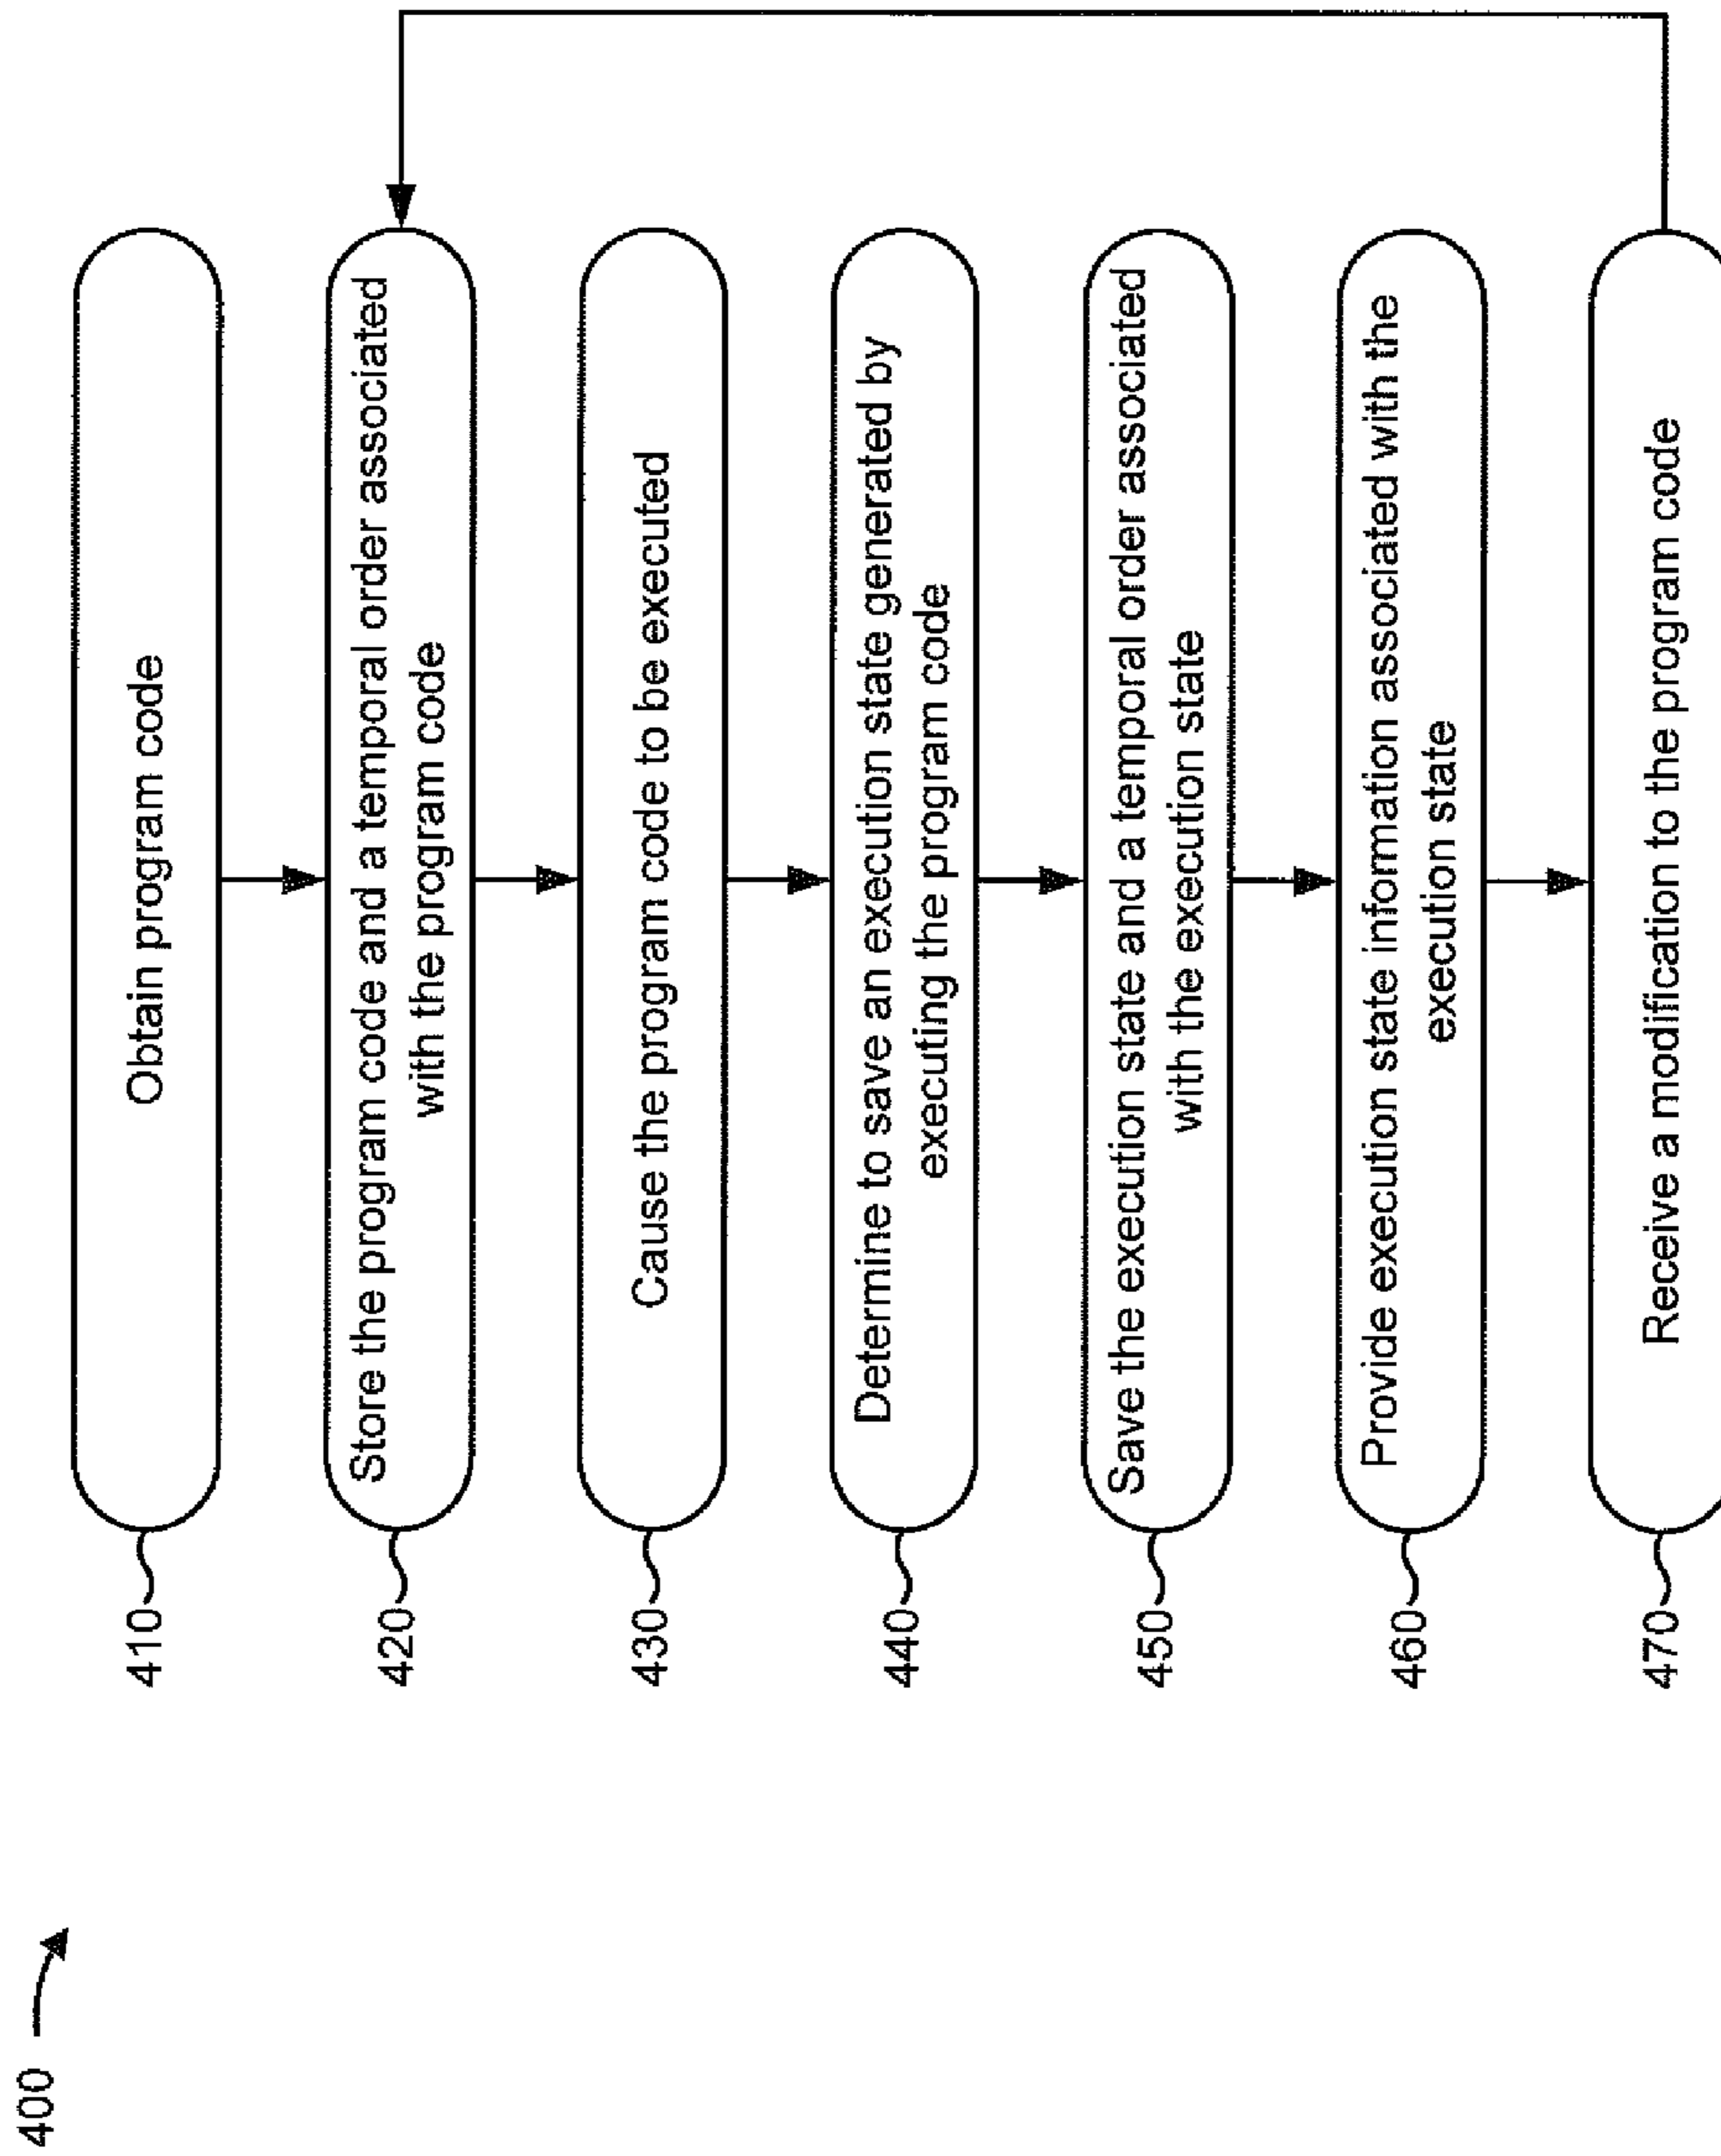 400
410
Obtain program code
420
Store the program code and a temporal order associated
with the program code
430
Cause the program code to be executed
440
Determine to save an execution state generated by
executing the program code
450
Save the execution state and a temporal order associated
with the execution state
460
Provide execution state information associated with the
execution state
470
Receive a modification to the program code